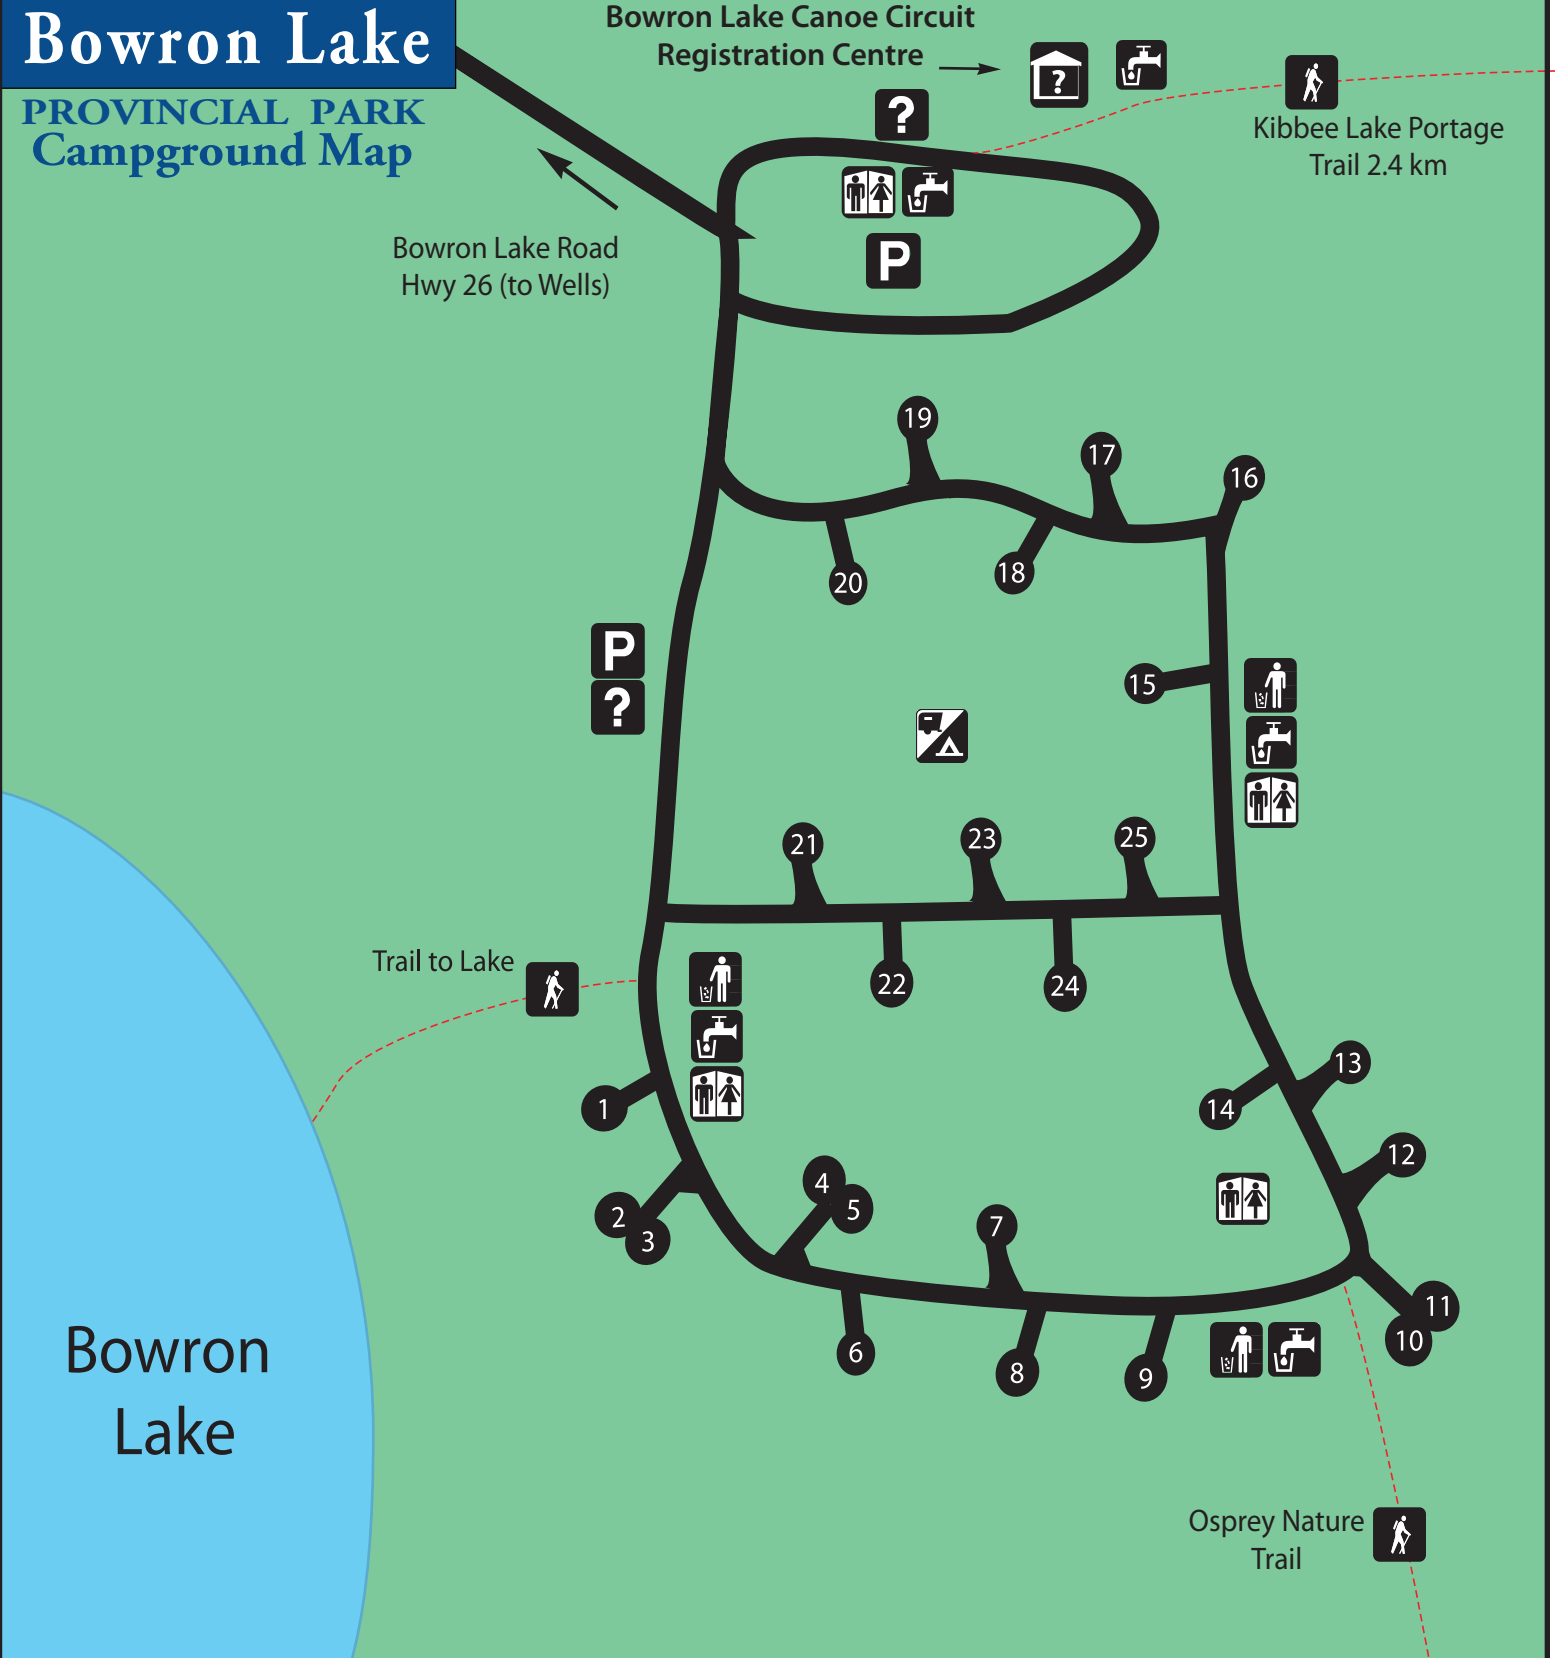 Bowron Lake
PROVINCIAL PARK
Campground Map
Bowron Lake Canoe Circuit
Registration Centre
?
?
Kibbee Lake Portage
Trail 2.4 km
P
Bowron Lake Road
Hwy 26 (to Wells)
19
17
16
20
18
P
?
15
21
23
25
22
24
Trail to Lake
1
13
14
12
2
3
4
5
7
6
8
9
11
10
Bowron
Lake
Osprey Nature
Trail